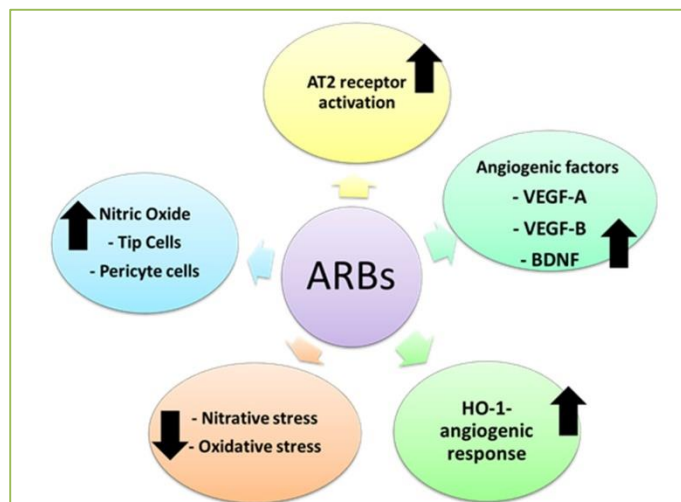 AT2 receptor
activation
Angiogenic factors
- VEGF-A
- VEGF-B
- BDNF
Nitric Oxide
- Tip Cells
- Pericyte cells
ARBs
- Nitrative stress
- Oxidative stress
HO-1-
angiogenic
response